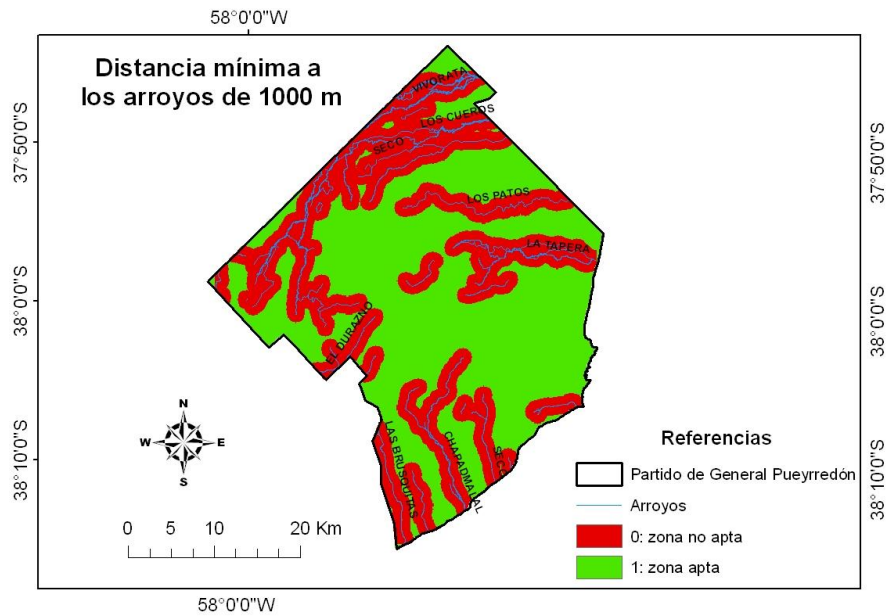 58°0'0"W
Distancia mínima a
los arroyos de 1000 m
VIVORATA
LOS CUEROS
SECO
37°50'0"S
37°50'0"S
LOS PATOS
LA TAPERA
38°0'0"S
38°0'0"S
EL DURAZNO
N
W E
S
LAS BRUSQUITAS
CHAPADMALAL
SECO
38°10'0"S
38°10'0"S
Referencias
Partido de General Pueyrredón
Arroyos
0: zona no apta
1: zona apta
0 5 10 20 Km
58°0'0"W